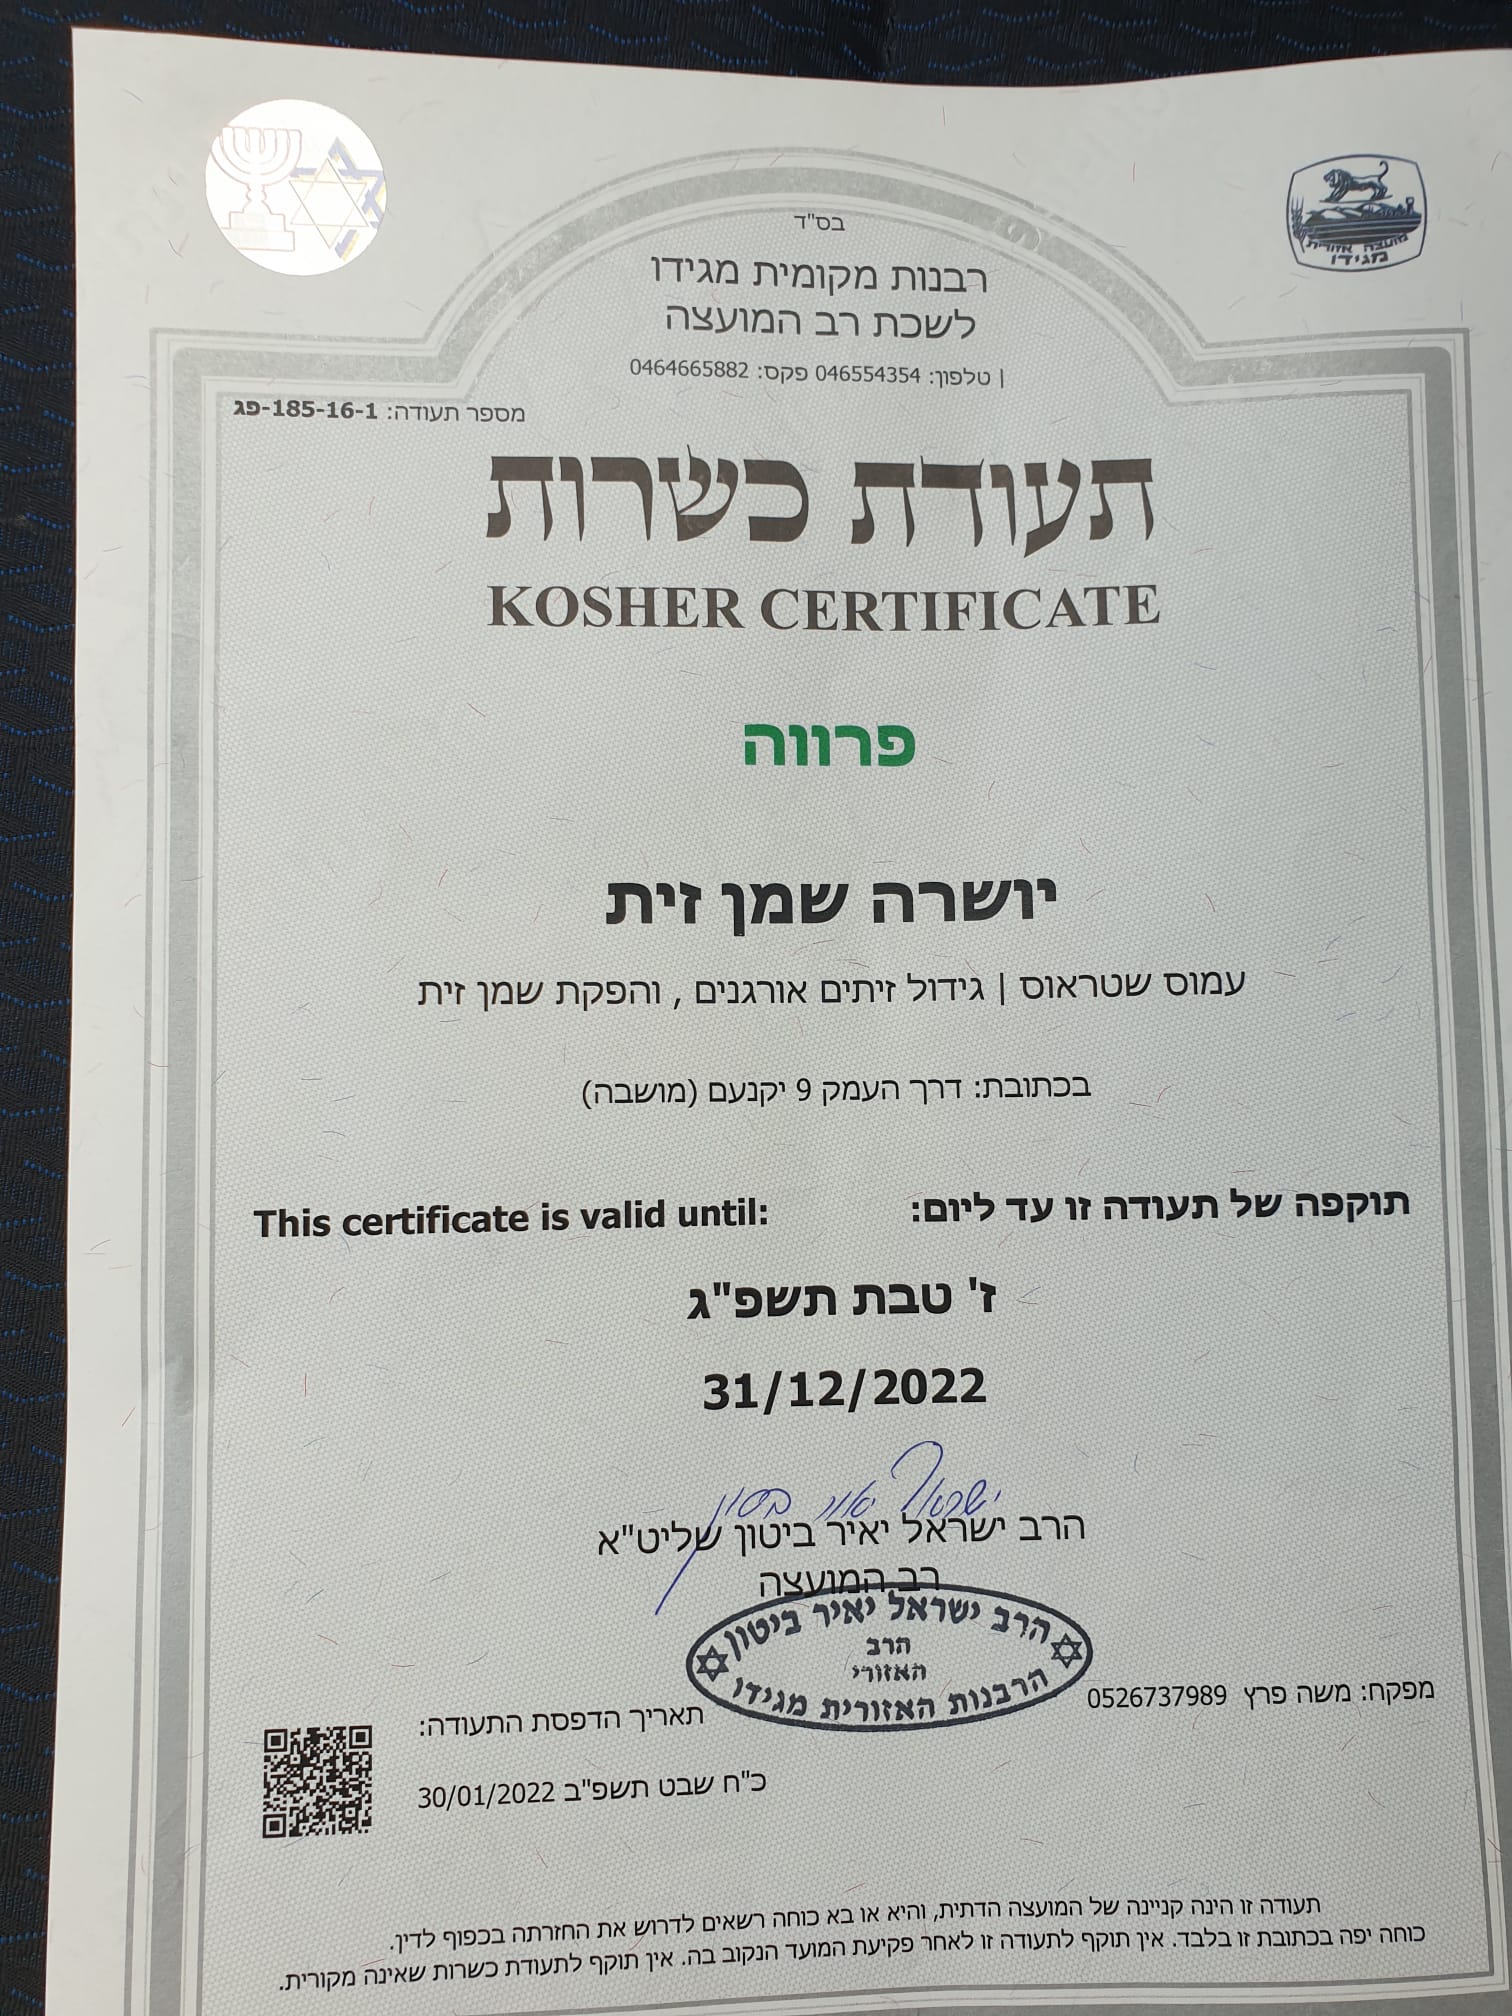 בס"ד
רבנות מקומית מגידו
לשכת רב המועצה
| טלפון: 046554354 פקס: 0464665882
מועצה אזורית
מגידו
מספר תעודה: פג-185-16-1
תעודת כשרות
KOSHER CERTIFICATE
פרווה
יושרה שמן זית
עמוס שטראוס | גידול זיתים אורגנים , והפקת שמן זית
בכתובת: דרך העמק 9 יקנעם (מושבה)
תוקפה של תעודה זו עד ליום:
This certificate is valid until:
ז' טבת תשפ"ג
31/12/2022
ישראל יאיר ביטון
הרב ישראל יאיר ביטון שליט"א
רב המועצה
הרב ישראל יאיר ביטון
הרב
האזורי
הרבנות האזורית מגידו
מפקח: משה פרץ 0526737989
תאריך הדפסת התעודה:
כ"ח שבט תשפ"ב 30/01/2022
תעודה זו הינה קניינה של המועצה הדתית, והיא או בא כוחה רשאים לדרוש את החזרתה בכפוף לדין.
כוחה יפה בכתובת זו בלבד. אין תוקף לתעודה זו לאחר פקיעת המועד הנקוב בה. אין תוקף לתעודת כשרות שאינה מקורית.